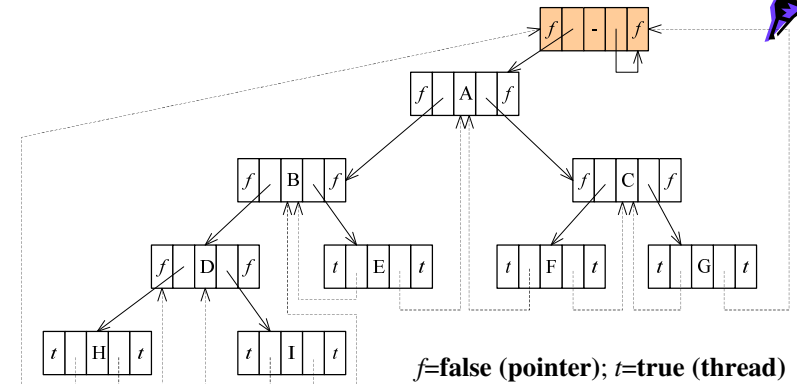 f - f
f A f
f B f
f C f
f D f
t E t
t F t
t G t
t H t
t I t
f=false (pointer); t=true (thread)